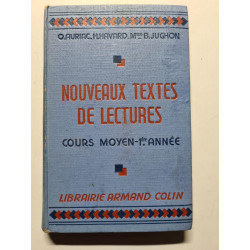 O. AURIAC, H. HAVARD, Mme B. JUGHON
NOUVEAUX TEXTES
DE LECTURES
COURS MOYEN-1re ANNÉE
LIBRAIRIE ARMAND COLIN